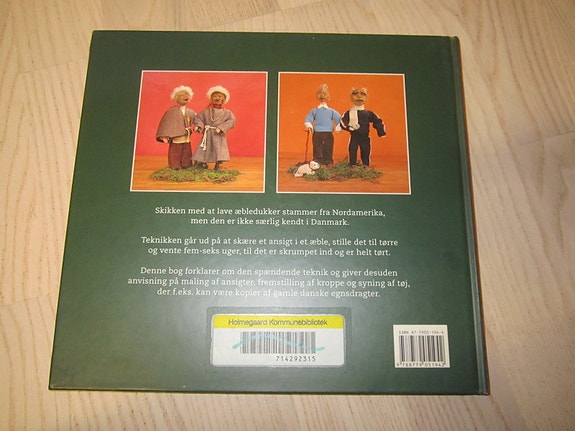 Skikken med at lave æbledukker stammer fra Nordamerika,
men den er ikke særlig kendt i Danmark.
Teknikken går ud på at skære et ansigt i et æble, stille det til tørre
og vente fem-seks uger, til det er skrumpet ind og er helt tørt.
Denne bog forklarer om den spændende teknik og giver desuden
anvisning på maling af ansigter, fremstilling af kroppe og syning af tøj,
der f.eks. kan være kopier af gamle danske egnsdragter.
Holmegaard Kommunebibliotek
714292315
ISBN